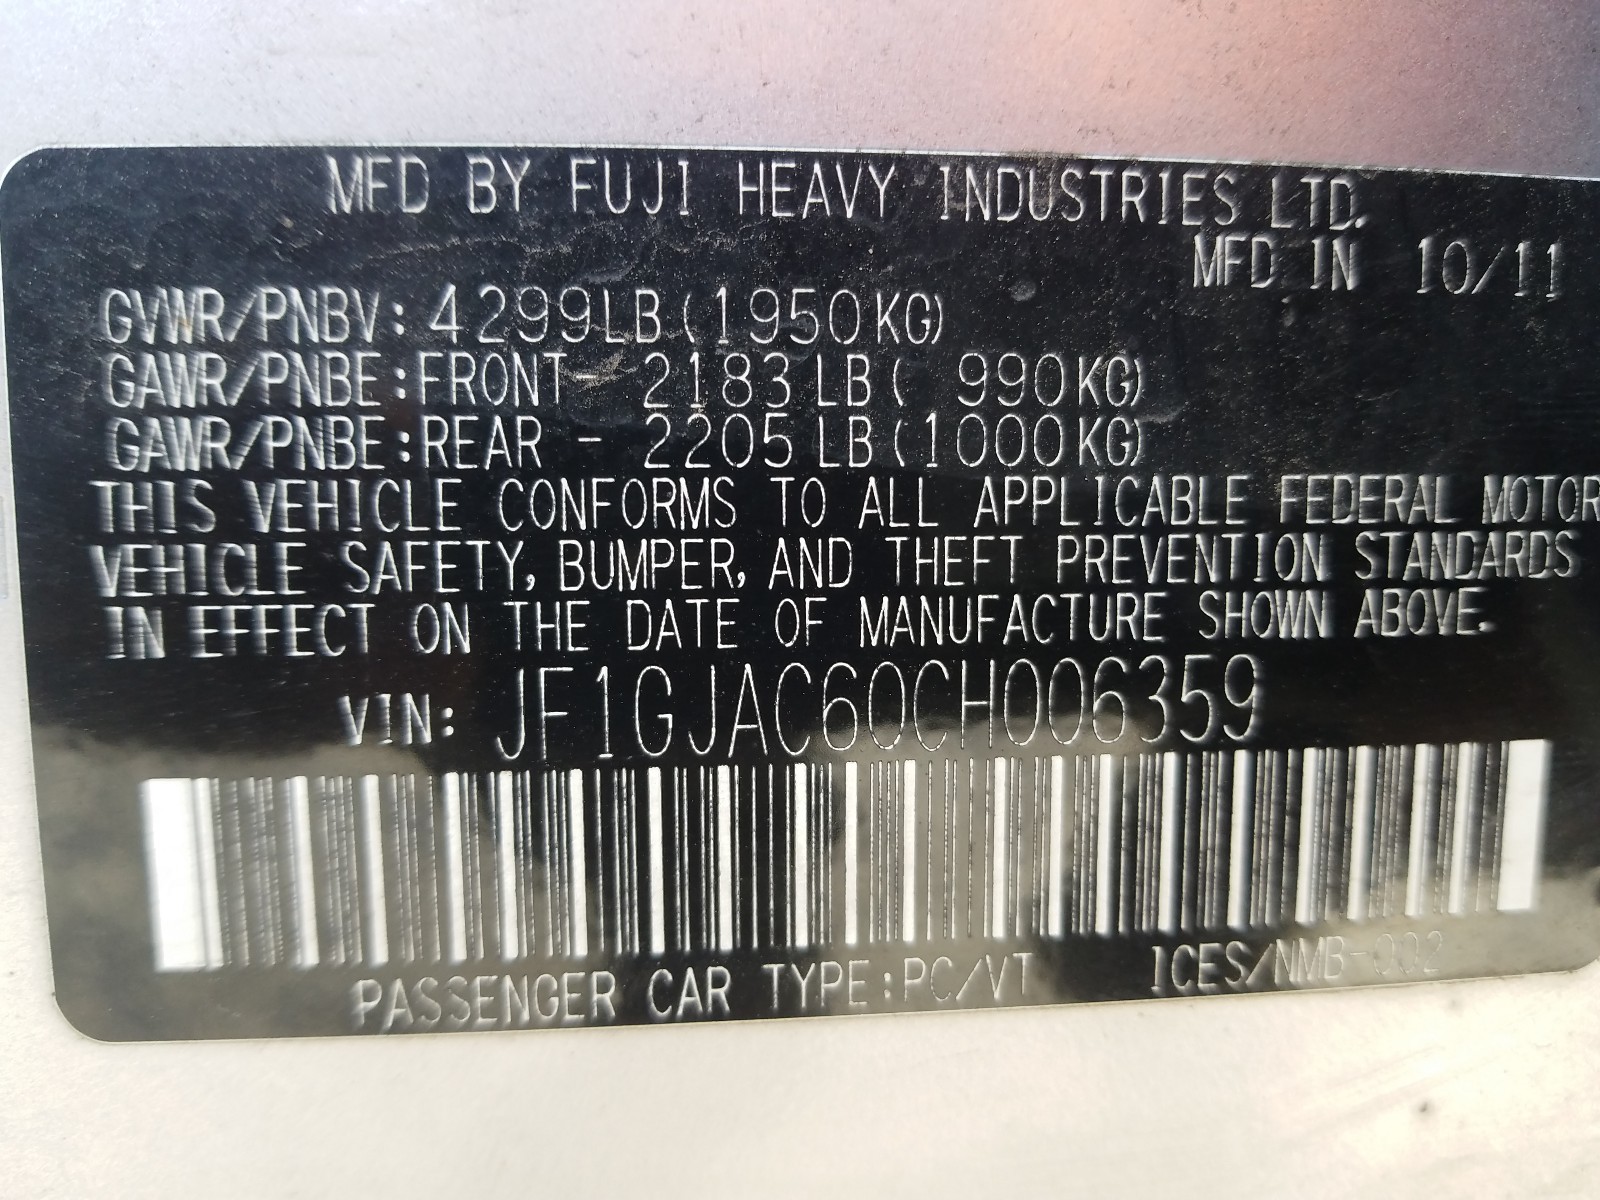 MFD BY FUJI HEAVY INDUSTRIES LTD.
MFD IN 10/11
GVWR/PNBV: 4299LB(1950KG)
GAWR/PNBE:FRONT- 2183LB( 990KG)
GAWR/PNBE:REAR - 2205LB(1000KG)
THIS VEHICLE CONFORMS TO ALL APPLICABLE FEDERAL MOTOR
VEHICLE SAFETY, BUMPER, AND THEFT PREVENTION STANDARDS
IN EFFECT ON THE DATE OF MANUFACTURE SHOWN ABOVE.
VIN: JF1GJAC60CH006359
PASSENGER CAR TYPE:PC/VT ICES/NMB-002